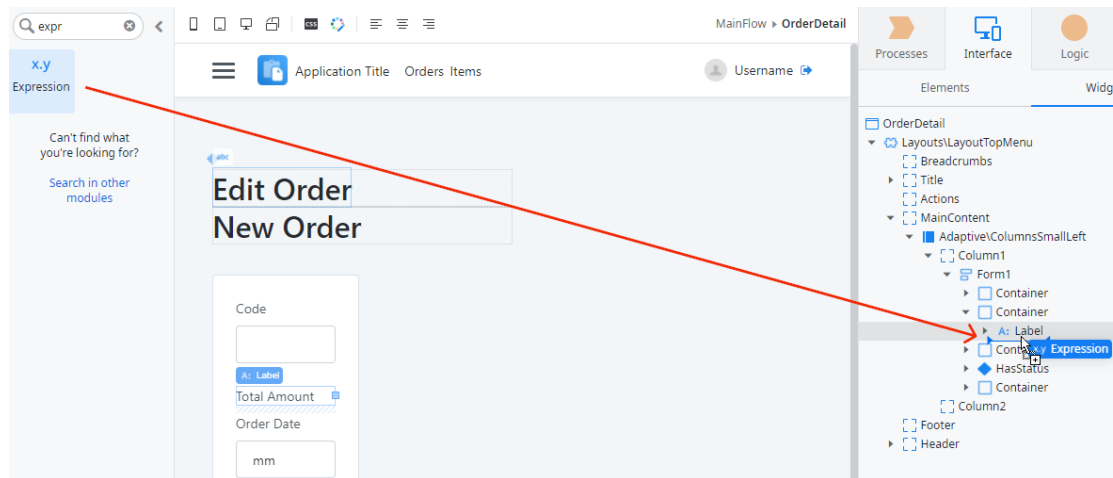 expr
x.y
Expression
Can't find what
you're looking for?
Search in other
modules
css
MainFlow ▸ OrderDetail
Application Title Orders Items
Username
abc
Edit Order
New Order
Code
A: Label
Total Amount
Order Date
mm
Processes
Interface
Logic
Elements
Widg
OrderDetail
Layouts\LayoutTopMenu
Breadcrumbs
Title
Actions
MainContent
Adaptive\ColumnsSmallLeft
Column1
Form1
Container
Container
A: Label
Cont
x.y Expression
HasStatus
Container
Column2
Footer
Header